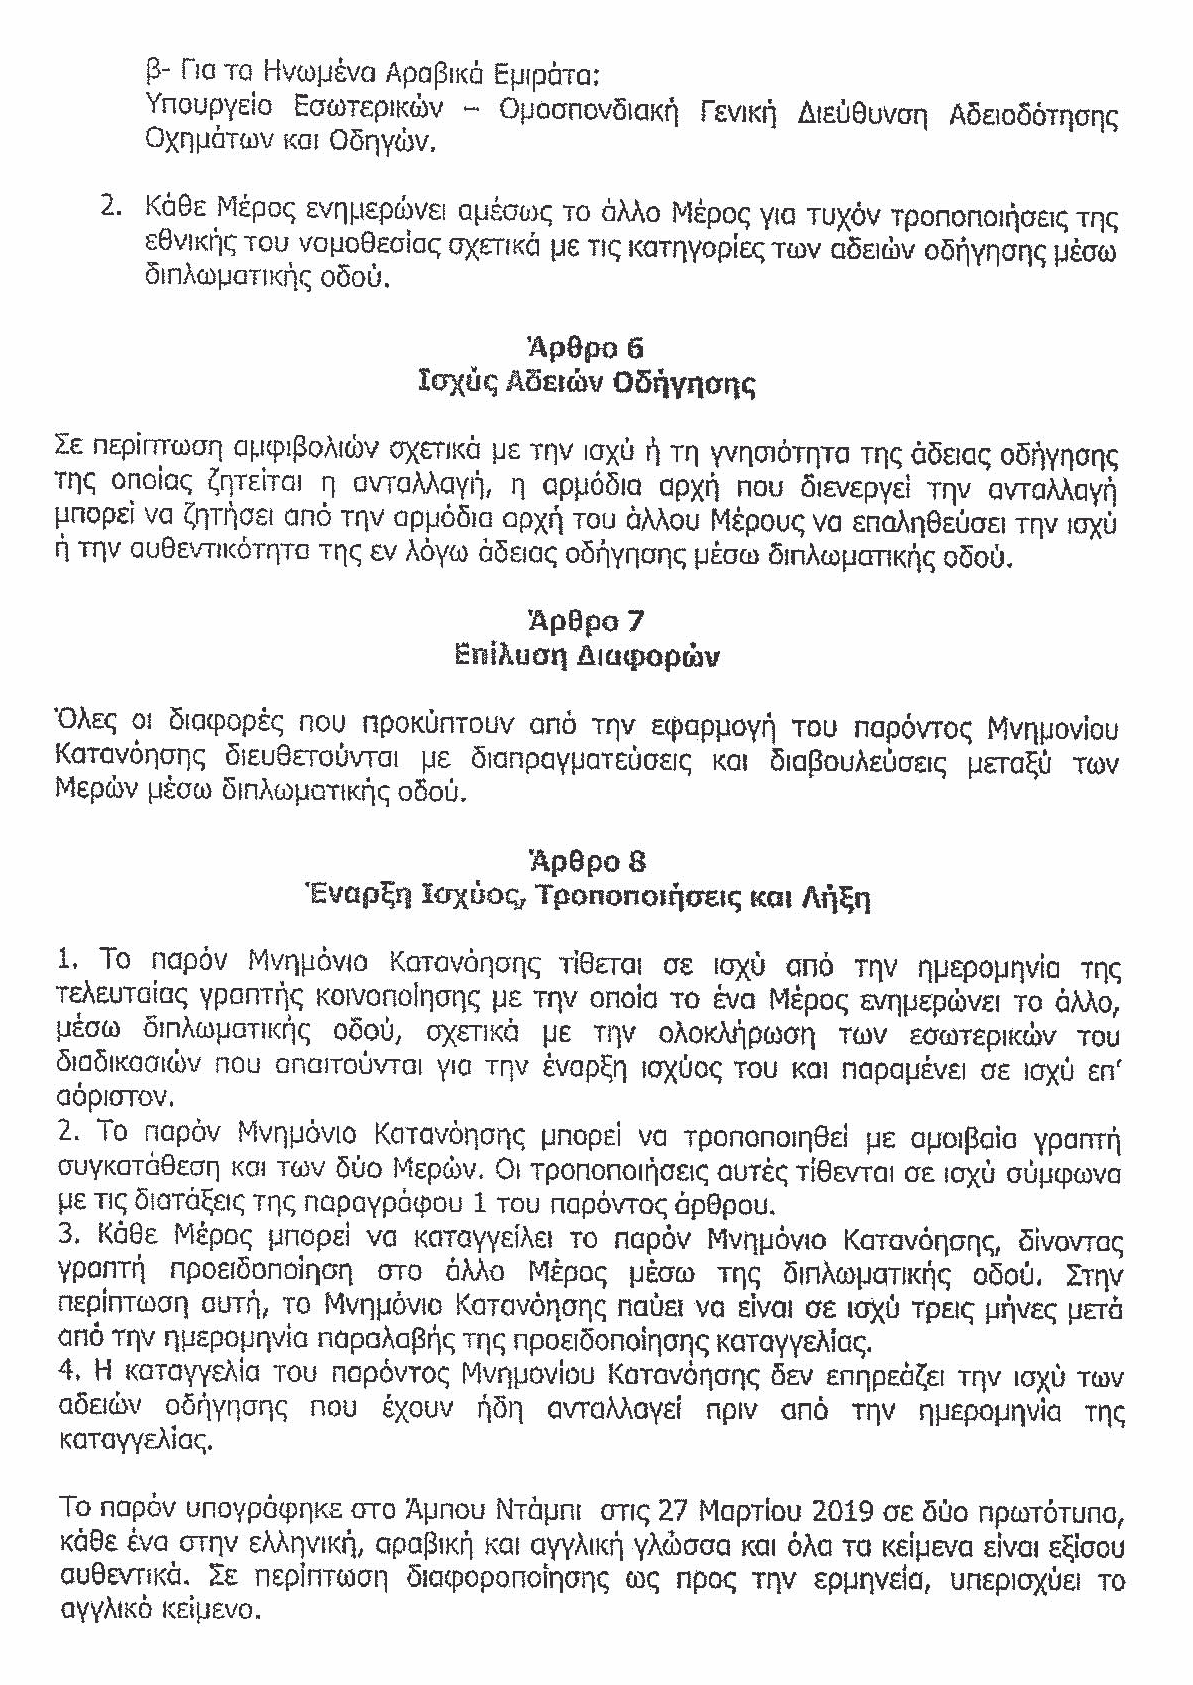 β- Για τα Ηνωμένα Αραβικά Εμιράτα:
Υπουργείο Εσωτερικών – Ομοσπονδιακή Γενική Διεύθυνση Αδειοδότησης
Οχημάτων και Οδηγών.
2. Κάθε Μέρος ενημερώνει αμέσως το άλλο Μέρος για τυχόν τροποποιήσεις της
εθνικής του νομοθεσίας σχετικά με τις κατηγορίες των αδειών οδήγησης μέσω
διπλωματικής οδού.
Άρθρο 6
Ισχύς Αδειών Οδήγησης
Σε περίπτωση αμφιβολιών σχετικά με την ισχύ ή τη γνησιότητα της άδειας οδήγησης
της οποίας ζητείται η ανταλλαγή, η αρμόδια αρχή που διενεργεί την ανταλλαγή
μπορεί να ζητήσει από την αρμόδια αρχή του άλλου Μέρους να επαληθεύσει την ισχύ
ή την αυθεντικότητα της εν λόγω άδειας οδήγησης μέσω διπλωματικής οδού.
Άρθρο 7
Επίλυση Διαφορών
Όλες οι διαφορές που προκύπτουν από την εφαρμογή του παρόντος Μνημονίου
Κατανόησης διευθετούνται με διαπραγματεύσεις και διαβουλεύσεις μεταξύ των
Μερών μέσω διπλωματικής οδού.
Άρθρο 8
Έναρξη Ισχύος, Τροποποιήσεις και Λήξη
1. Το παρόν Μνημόνιο Κατανόησης τίθεται σε ισχύ από την ημερομηνία της
τελευταίας γραπτής κοινοποίησης με την οποία το ένα Μέρος ενημερώνει το άλλο,
μέσω διπλωματικής οδού, σχετικά με την ολοκλήρωση των εσωτερικών του
διαδικασιών που απαιτούνται για την έναρξη ισχύος του και παραμένει σε ισχύ επ'
αόριστον.
2. Το παρόν Μνημόνιο Κατανόησης μπορεί να τροποποιηθεί με αμοιβαία γραπτή
συγκατάθεση και των δύο Μερών. Οι τροποποιήσεις αυτές τίθενται σε ισχύ σύμφωνα
με τις διατάξεις της παραγράφου 1 του παρόντος άρθρου.
3. Κάθε Μέρος μπορεί να καταγγείλει το παρόν Μνημόνιο Κατανόησης, δίνοντας
γραπτή προειδοποίηση στο άλλο Μέρος μέσω της διπλωματικής οδού. Στην
περίπτωση αυτή, το Μνημόνιο Κατανόησης παύει να είναι σε ισχύ τρεις μήνες μετά
από την ημερομηνία παραλαβής της προειδοποίησης καταγγελίας.
4. Η καταγγελία του παρόντος Μνημονίου Κατανόησης δεν επηρεάζει την ισχύ των
αδειών οδήγησης που έχουν ήδη ανταλλαγεί πριν από την ημερομηνία της
καταγγελίας.
Το παρόν υπογράφηκε στο Άμπου Ντάμπι στις 27 Μαρτίου 2019 σε δύο πρωτότυπα,
κάθε ένα στην ελληνική, αραβική και αγγλική γλώσσα και όλα τα κείμενα είναι εξίσου
αυθεντικά. Σε περίπτωση διαφοροποίησης ως προς την ερμηνεία, υπερισχύει το
αγγλικό κείμενο.